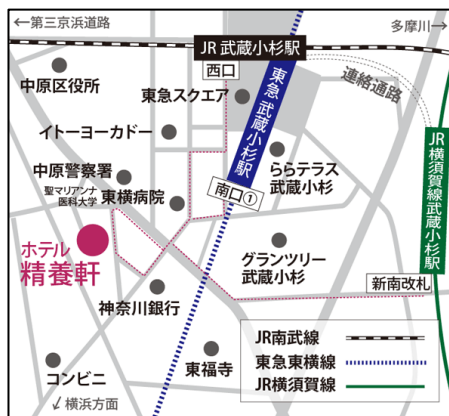 ←第三京浜道路
多摩川→
JR 武蔵小杉駅
西口
中原区役所
東急スクエア
連絡通路
東急 武蔵小杉駅
イトーヨーカドー
JR横須賀線武蔵小杉駅
ららテラス
武蔵小杉
中原警察署
聖マリアンナ
医科大学
東横病院
南口①
ホテル
精養軒
グランツリー
武蔵小杉
新南改札
神奈川銀行
JR南武線
東急東横線
JR横須賀線
コンビニ
東福寺
↙横浜方面